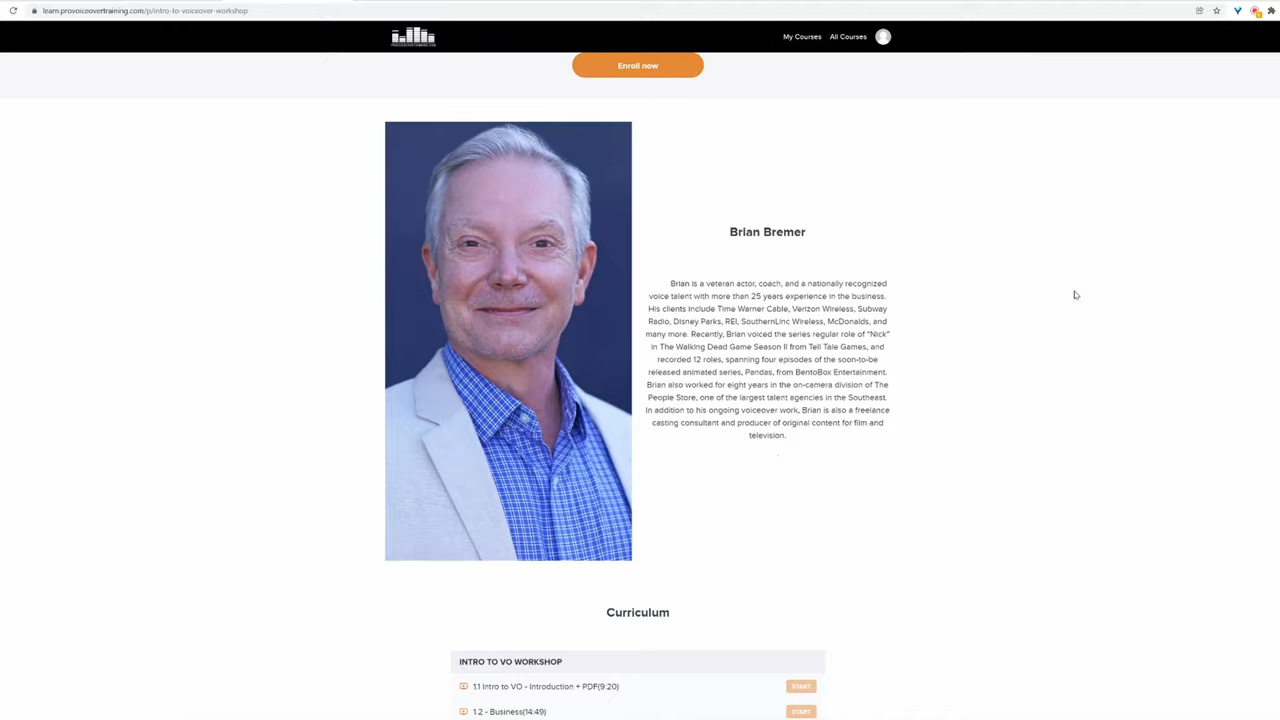 learn.provoiceovertraining.com/p/intro-to-voiceover-workshop
My Courses
All Courses
Enroll now
Brian Bremer
Brian is a veteran actor, coach, and a nationally recognized
voice talent with more than 25 years experience in the business.
His clients include Time Warner Cable, Verizon Wireless, Subway
Radio, Disney Parks, REI, SouthernLinc Wireless, McDonalds, and
many more. Recently, Brian voiced the series regular role of "Nick"
in The Walking Dead Game Season II from Tell Tale Games, and
recorded 12 roles, spanning four episodes of the soon-to-be
released animated series, Pandas, from BentoBox Entertainment.
Brian also worked for eight years in the on-camera division of The
People Store, one of the largest talent agencies in the Southeast.
In addition to his ongoing voiceover work, Brian is also a freelance
casting consultant and producer of original content for film and
television.
.
Curriculum
INTRO TO VO WORKSHOP
1.1 Intro to VO - Introduction + PDF(9:20)
START
1.2 - Business(14:49)
START